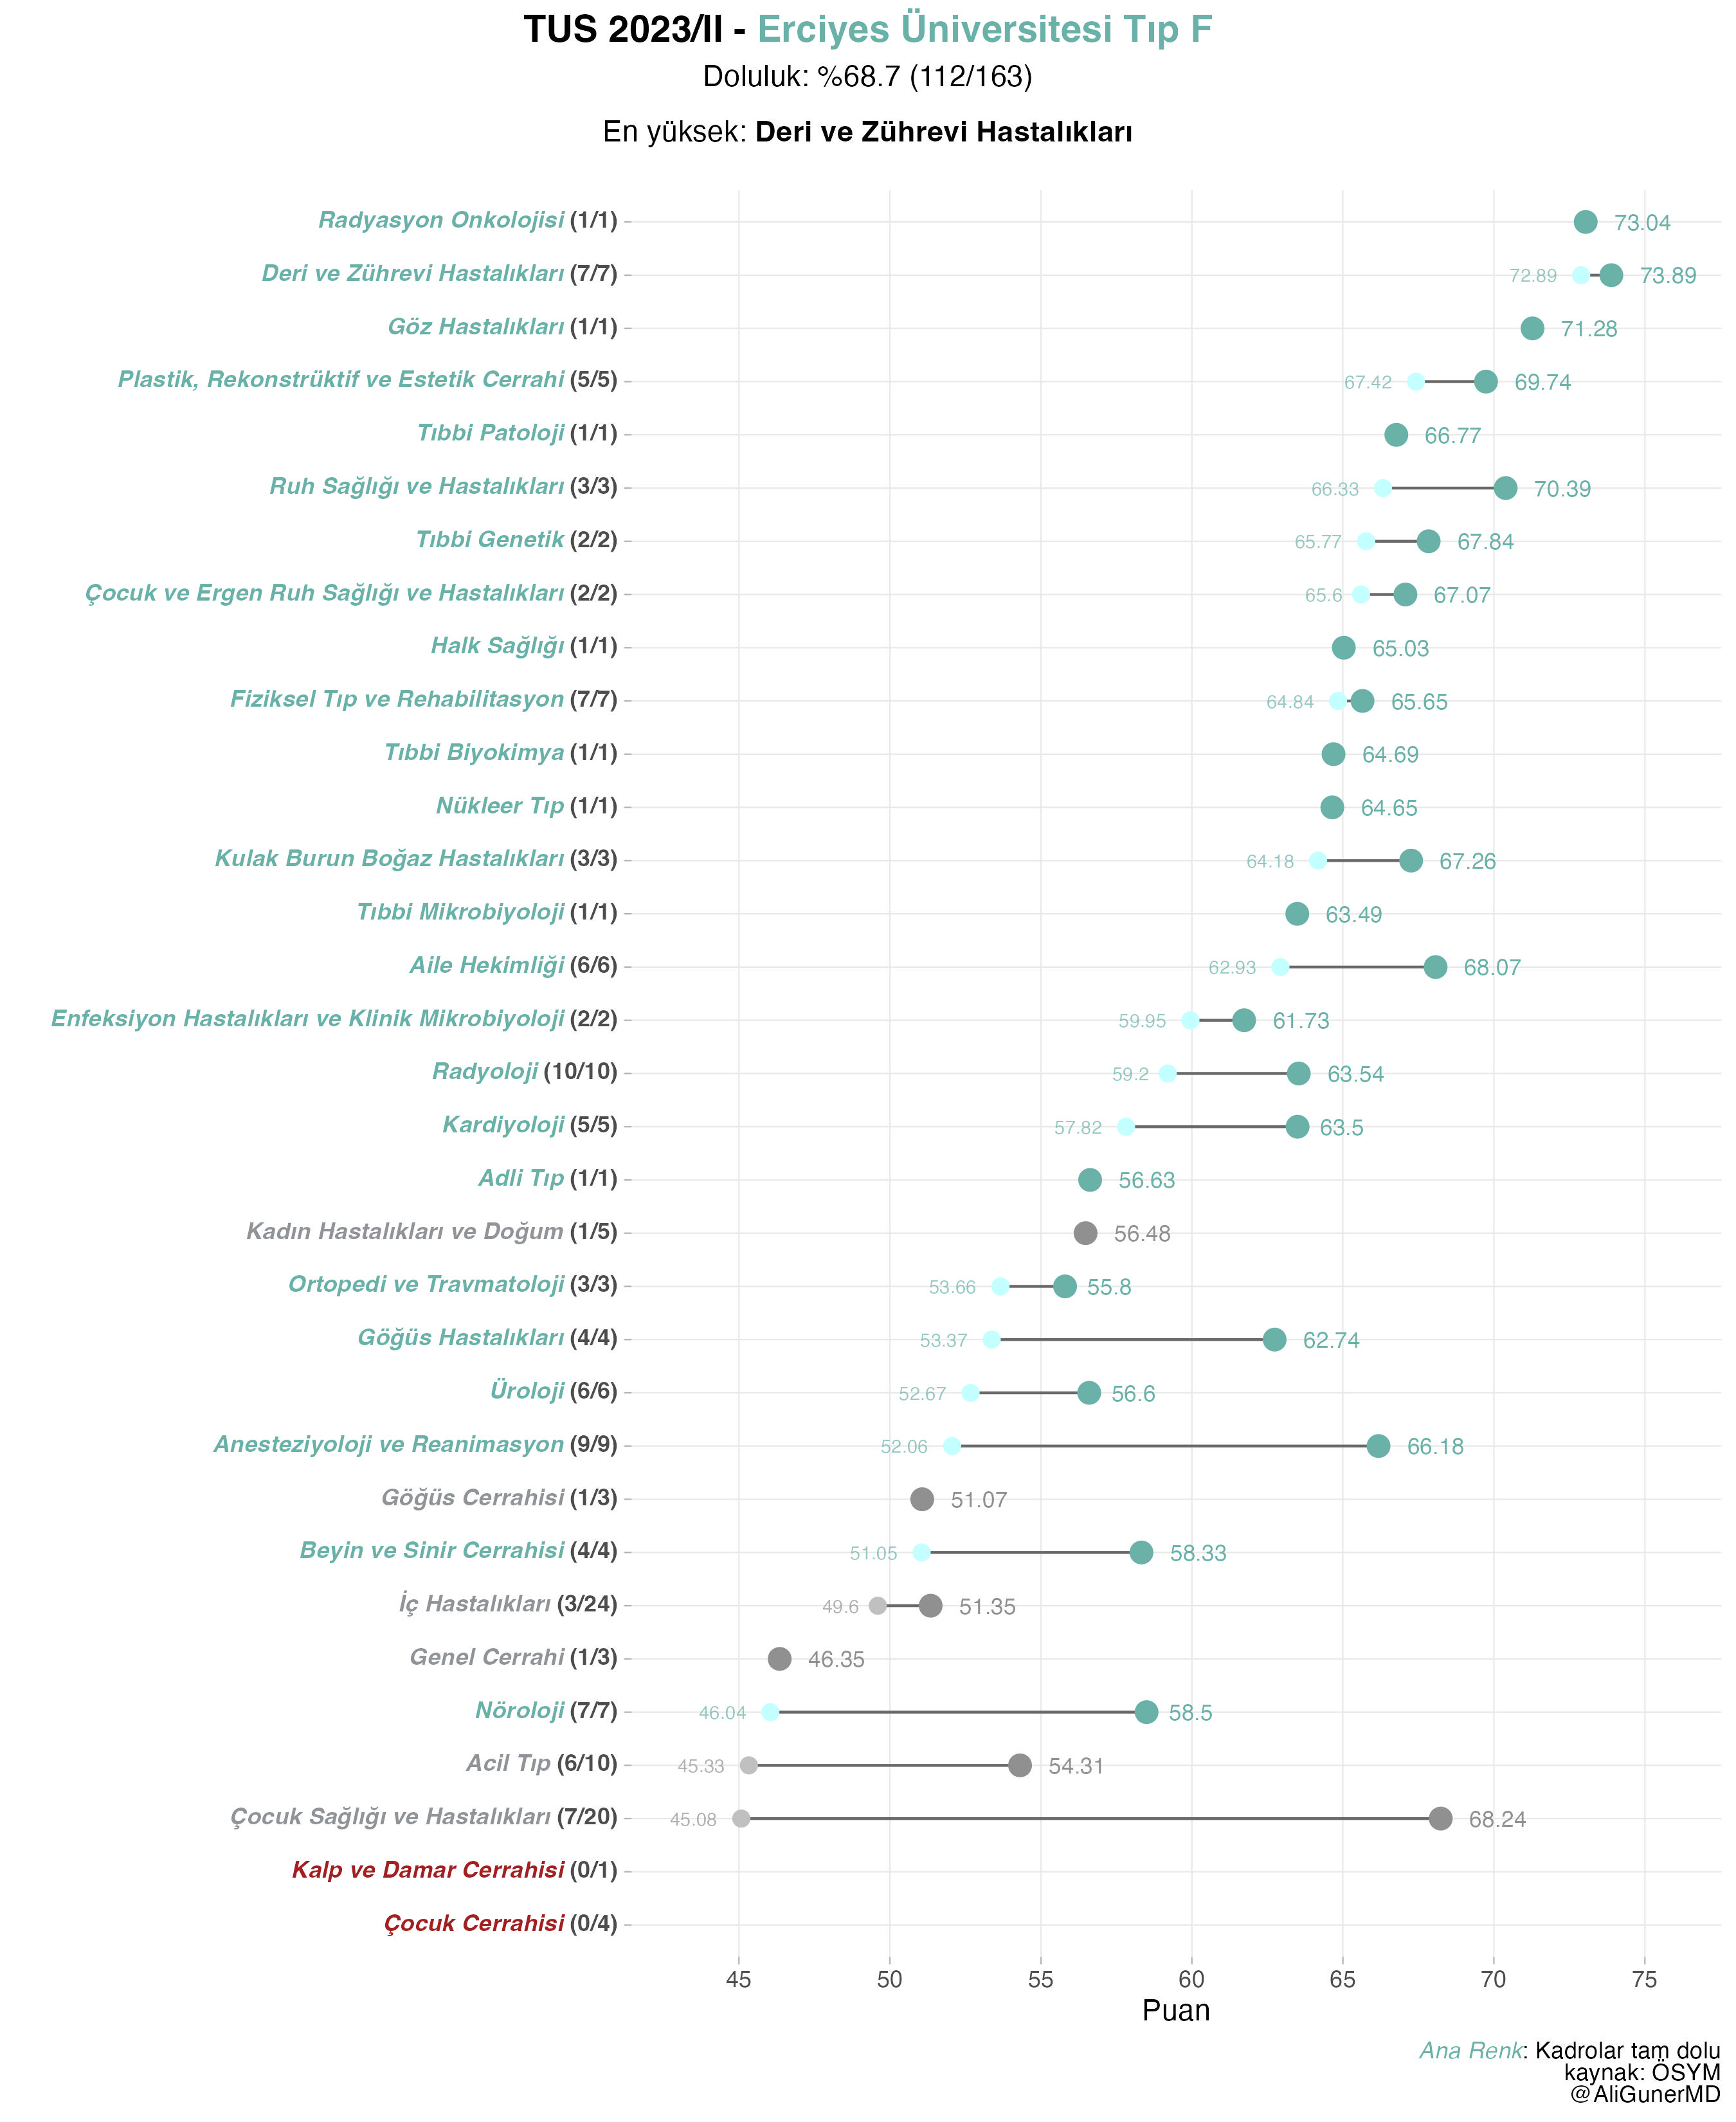 TUS 2023/II - Erciyes Üniversitesi Tıp F
Doluluk: %68.7 (112/163)
En yüksek: Deri ve Zührevi Hastalıkları
Radyasyon Onkolojisi (1/1) 73.04
Deri ve Zührevi Hastalıkları (7/7) 72.89 73.89
Göz Hastalıkları (1/1) 71.28
Plastik, Rekonstrüktif ve Estetik Cerrahi (5/5) 67.42 69.74
Tıbbi Patoloji (1/1) 66.77
Ruh Sağlığı ve Hastalıkları (3/3) 66.33 70.39
Tıbbi Genetik (2/2) 65.77 67.84
Çocuk ve Ergen Ruh Sağlığı ve Hastalıkları (2/2) 65.6 67.07
Halk Sağlığı (1/1) 65.03
Fiziksel Tıp ve Rehabilitasyon (7/7) 64.84 65.65
Tıbbi Biyokimya (1/1) 64.69
Nükleer Tıp (1/1) 64.65
Kulak Burun Boğaz Hastalıkları (3/3) 64.18 67.26
Tıbbi Mikrobiyoloji (1/1) 63.49
Aile Hekimliği (6/6) 62.93 68.07
Enfeksiyon Hastalıkları ve Klinik Mikrobiyoloji (2/2) 59.95 61.73
Radyoloji (10/10) 59.2 63.54
Kardiyoloji (5/5) 57.82 63.5
Adli Tıp (1/1) 56.63
Kadın Hastalıkları ve Doğum (1/5) 56.48
Ortopedi ve Travmatoloji (3/3) 53.66 55.8
Göğüs Hastalıkları (4/4) 53.37 62.74
Üroloji (6/6) 52.67 56.6
Anesteziyoloji ve Reanimasyon (9/9) 52.06 66.18
Göğüs Cerrahisi (1/3) 51.07
Beyin ve Sinir Cerrahisi (4/4) 51.05 58.33
İç Hastalıkları (3/24) 49.6 51.35
Genel Cerrahi (1/3) 46.35
Nöroloji (7/7) 46.04 58.5
Acil Tıp (6/10) 45.33 54.31
Çocuk Sağlığı ve Hastalıkları (7/20) 45.08 68.24
Kalp ve Damar Cerrahisi (0/1)
Çocuk Cerrahisi (0/4)
45 50 55 60 65 70 75
Puan
Ana Renk: Kadrolar tam dolu
kaynak: ÖSYM
@AliGunerMD